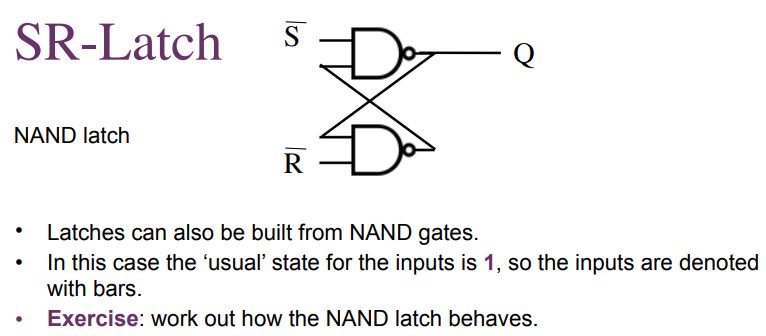 SR-Latch
S̅
Q
NAND latch
R̅
• Latches can also be built from NAND gates.
• In this case the ‘usual’ state for the inputs is 1, so the inputs are denoted
with bars.
• Exercise: work out how the NAND latch behaves.